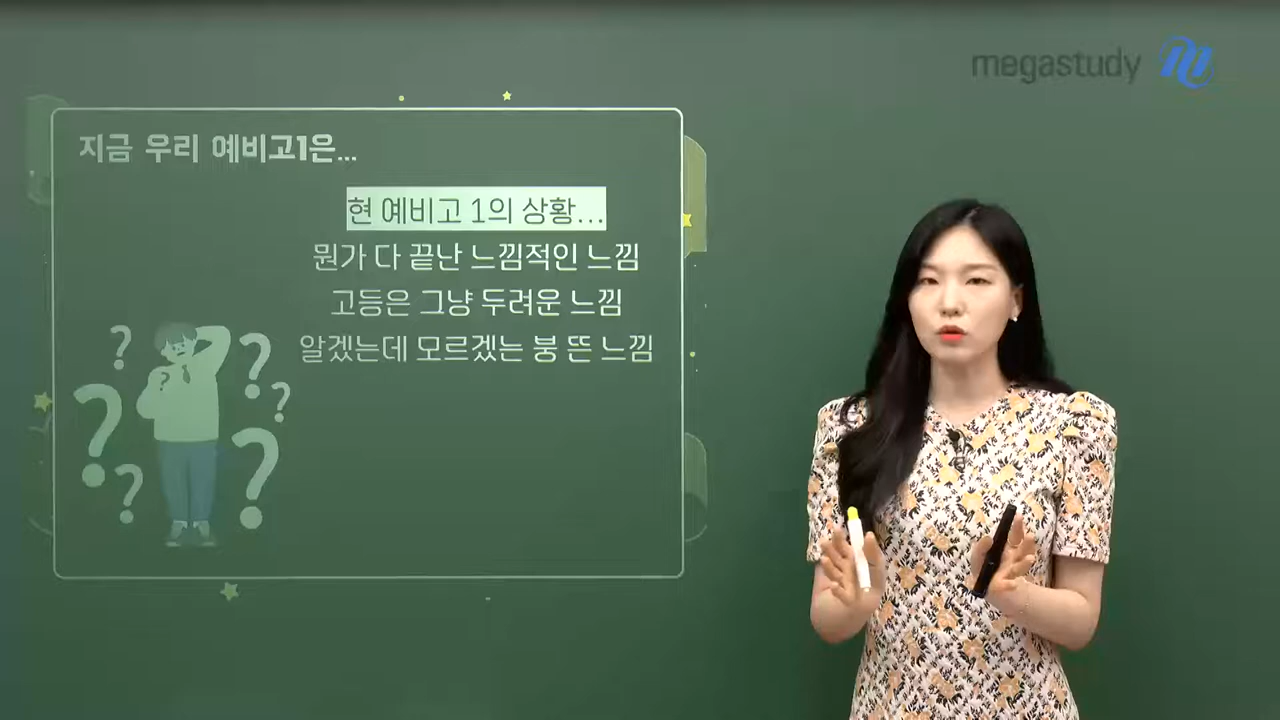 megastudy
지금 우리 예비고1은...
현 예비고 1의 상황...
뭔가 다 끝난 느낌적인 느낌
고등은 그냥 두려운 느낌
알겠는데 모르겠는 붕 뜬 느낌
? ? ? ? ? ? ?